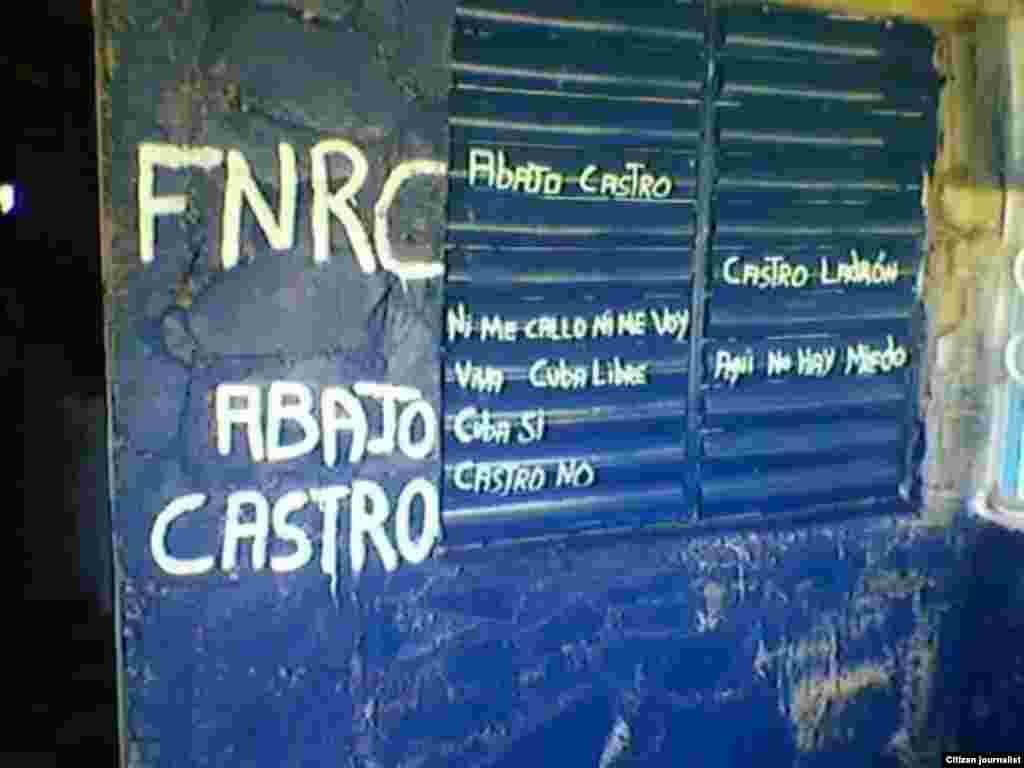 FNRC
ABAJO
CASTRO
ABAJO CASTRO
Ni ME CALLO Ni ME VOY
ViVA CUBA LIBRE
CUBA SI
CASTRO NO
CASTRO LADRÓN
AQUI NO HAY MIEDO
Citizen journalist